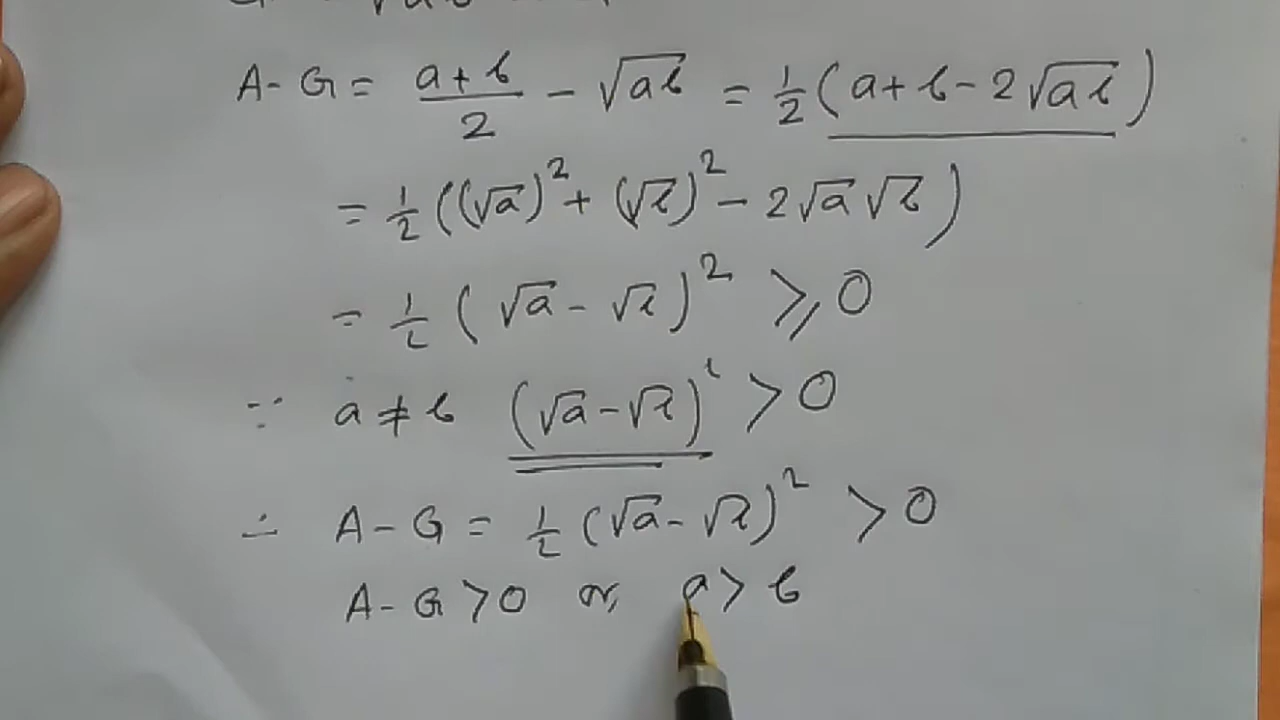 A - G = a+b/2 - √ab = 1/2 (a+b-2√ab)
= 1/2 ((√a)² + (√b)² - 2√a√b)
= 1/2 (√a - √b)² ≥ 0
∵ a ≠ b (√a - √b)² > 0
∴ A - G = 1/2 (√a - √b)² > 0
A - G > 0 or, a > b